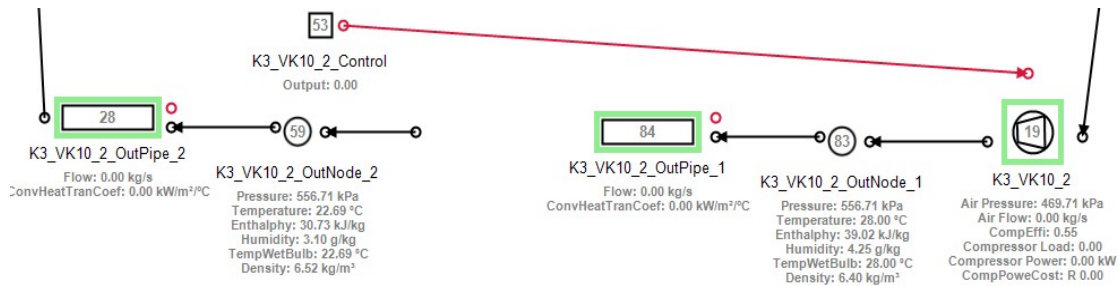 53
K3_VK10_2_Control
Output: 0.00
28
K3_VK10_2_OutPipe_2
Flow: 0.00 kg/s
ConvHeatTranCoef: 0.00 kW/m²/°C
59
K3_VK10_2_OutNode_2
Pressure: 556.71 kPa
Temperature: 22.69 °C
Enthalphy: 30.73 kJ/kg
Humidity: 3.10 g/kg
TempWetBulb: 22.69 °C
Density: 6.52 kg/m³
84
K3_VK10_2_OutPipe_1
Flow: 0.00 kg/s
ConvHeatTranCoef: 0.00 kW/m²/°C
83
K3_VK10_2_OutNode_1
Pressure: 556.71 kPa
Temperature: 28.00 °C
Enthalphy: 39.02 kJ/kg
Humidity: 4.25 g/kg
TempWetBulb: 28.00 °C
Density: 6.40 kg/m³
19
K3_VK10_2
Air Pressure: 469.71 kPa
Air Flow: 0.00 kg/s
CompEffi: 0.55
Compressor Load: 0.00
Compressor Power: 0.00 kW
CompPoweCost: R 0.00